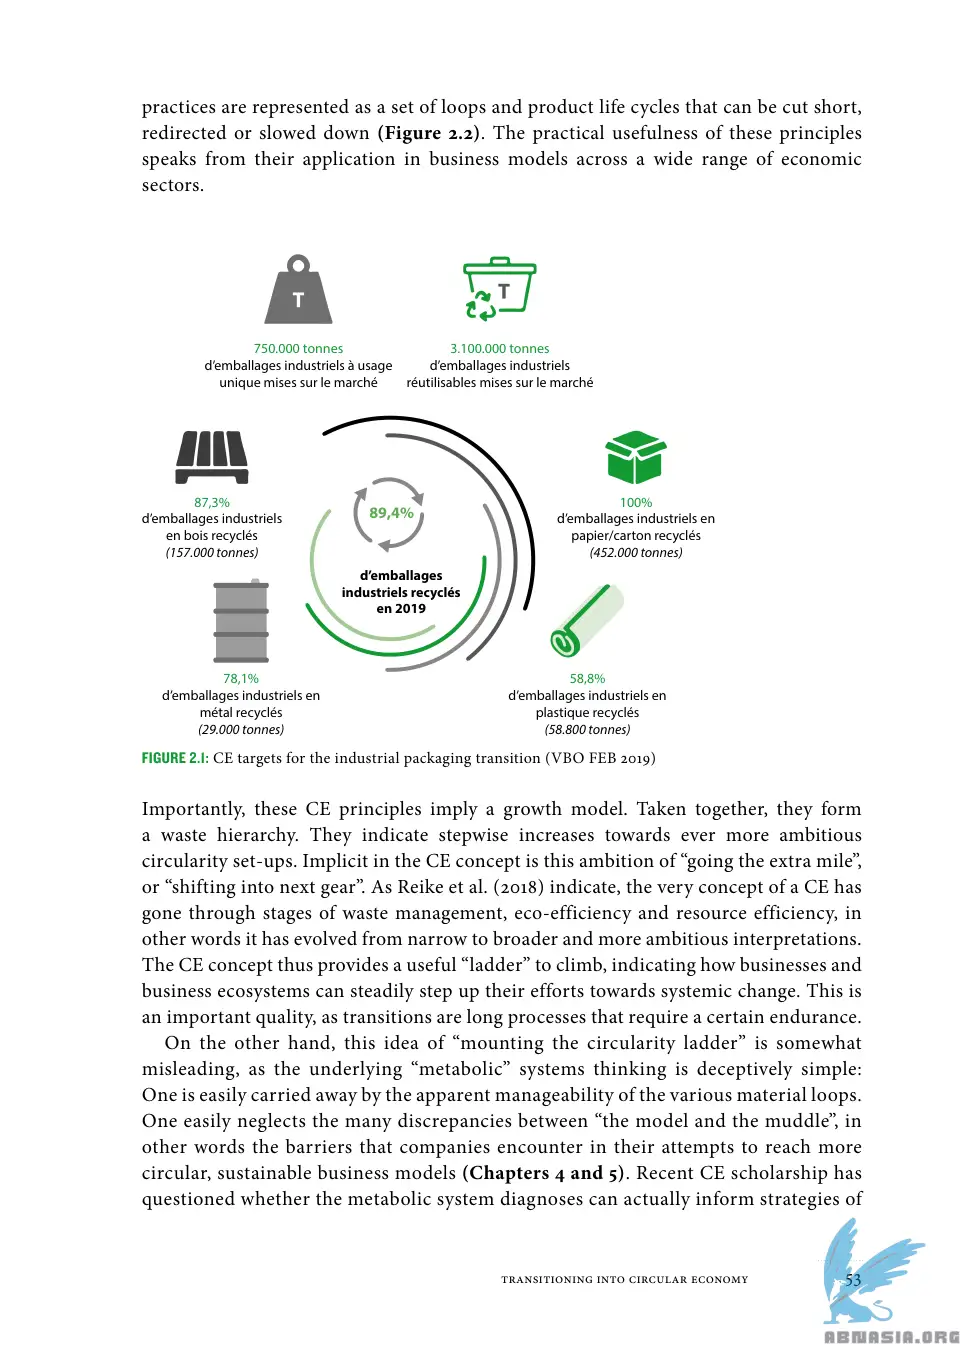 practices are represented as a set of loops and product life cycles that can be cut short,
redirected or slowed down (Figure 2.2). The practical usefulness of these principles
speaks from their application in business models across a wide range of economic
sectors.
T
T
750.000 tonnes
d’emballages industriels à usage
unique mises sur le marché
3.100.000 tonnes
d’emballages industriels
réutilisables mises sur le marché
87,3%
d’emballages industriels
en bois recyclés
(157.000 tonnes)
89,4%
d’emballages
industriels recyclés
en 2019
100%
d’emballages industriels en
papier/carton recyclés
(452.000 tonnes)
78,1%
d’emballages industriels en
métal recyclés
(29.000 tonnes)
58,8%
d’emballages industriels en
plastique recyclés
(58.800 tonnes)
FIGURE 2.1: CE targets for the industrial packaging transition (VBO FEB 2019)
Importantly, these CE principles imply a growth model. Taken together, they form
a waste hierarchy. They indicate stepwise increases towards ever more ambitious
circularity set-ups. Implicit in the CE concept is this ambition of “going the extra mile”,
or “shifting into next gear”. As Reike et al. (2018) indicate, the very concept of a CE has
gone through stages of waste management, eco-efficiency and resource efficiency, in
other words it has evolved from narrow to broader and more ambitious interpretations.
The CE concept thus provides a useful “ladder” to climb, indicating how businesses and
business ecosystems can steadily step up their efforts towards systemic change. This is
an important quality, as transitions are long processes that require a certain endurance.
On the other hand, this idea of “mounting the circularity ladder” is somewhat
misleading, as the underlying “metabolic” systems thinking is deceptively simple:
One is easily carried away by the apparent manageability of the various material loops.
One easily neglects the many discrepancies between “the model and the muddle”, in
other words the barriers that companies encounter in their attempts to reach more
circular, sustainable business models (Chapters 4 and 5). Recent CE scholarship has
questioned whether the metabolic system diagnoses can actually inform strategies of
TRANSITIONING INTO CIRCULAR ECONOMY
53
ABNASIA.ORG